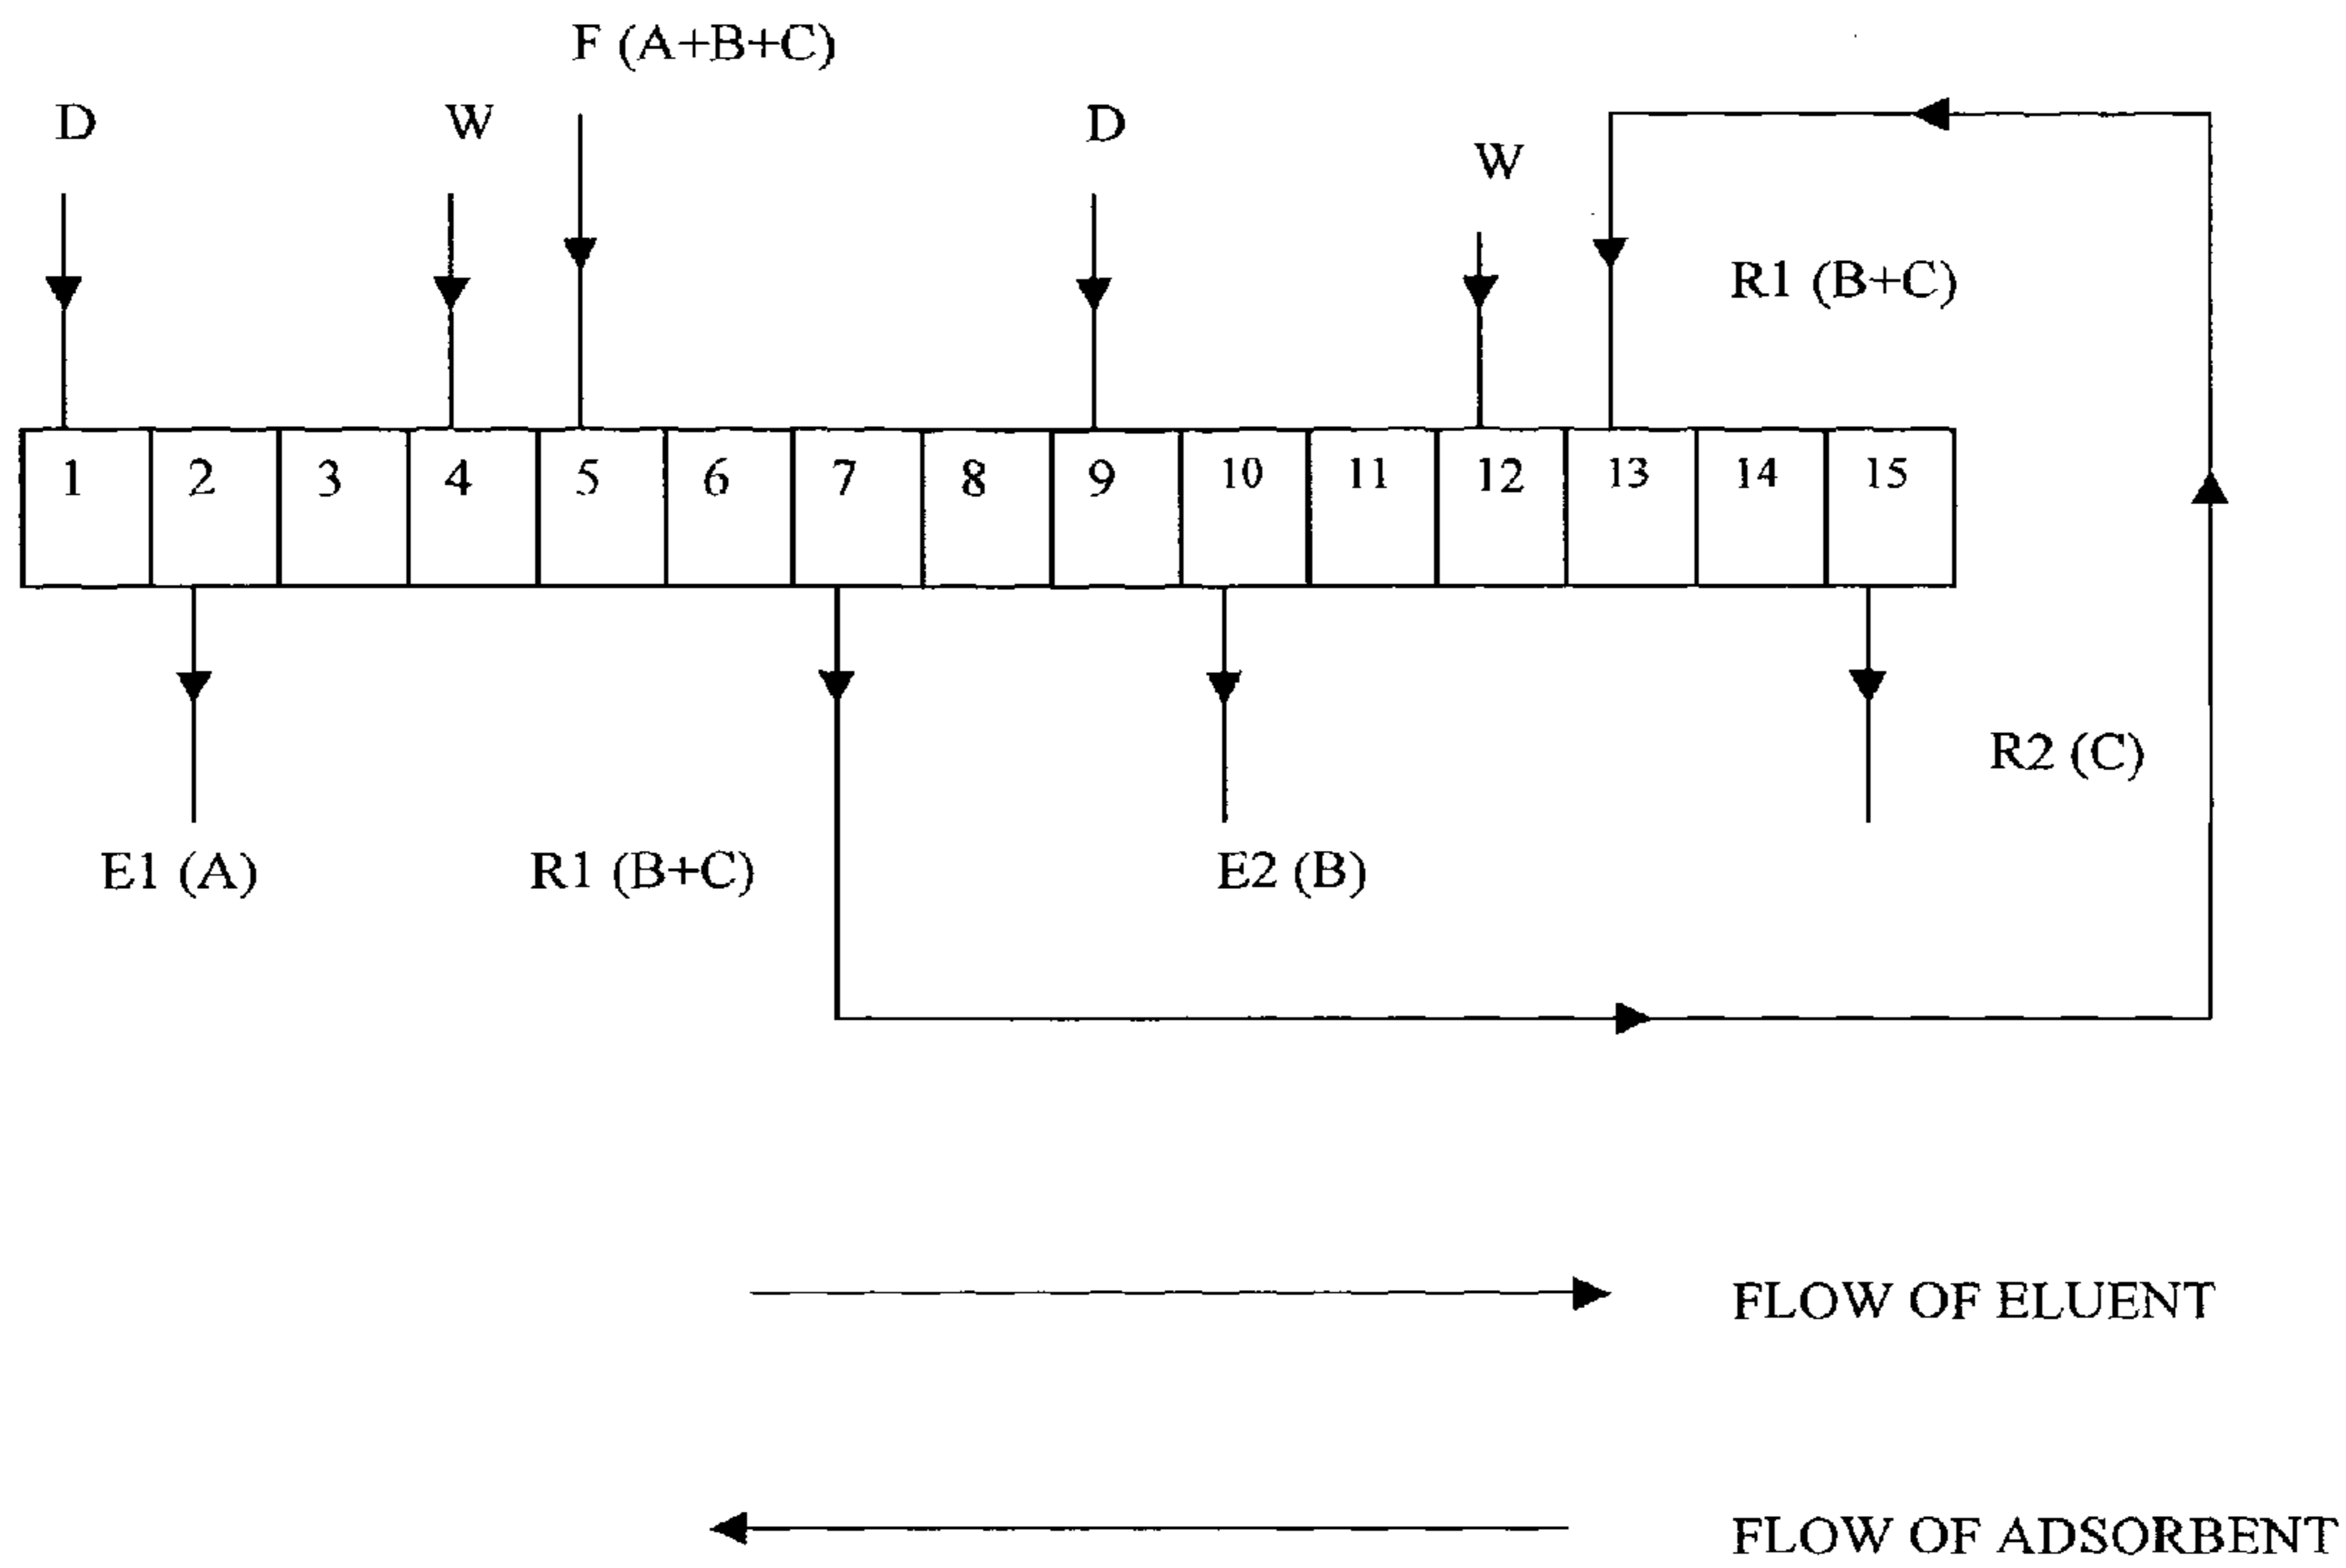 F (A+B+C)
D
W
D
W
R1 (B+C)
1 2 3 4 5 6 7 8 9 10 11 12 13 14 15
R2 (C)
E1 (A)
R1 (B+C)
E2 (B)
FLOW OF ELUENT
FLOW OF ADSORBENT